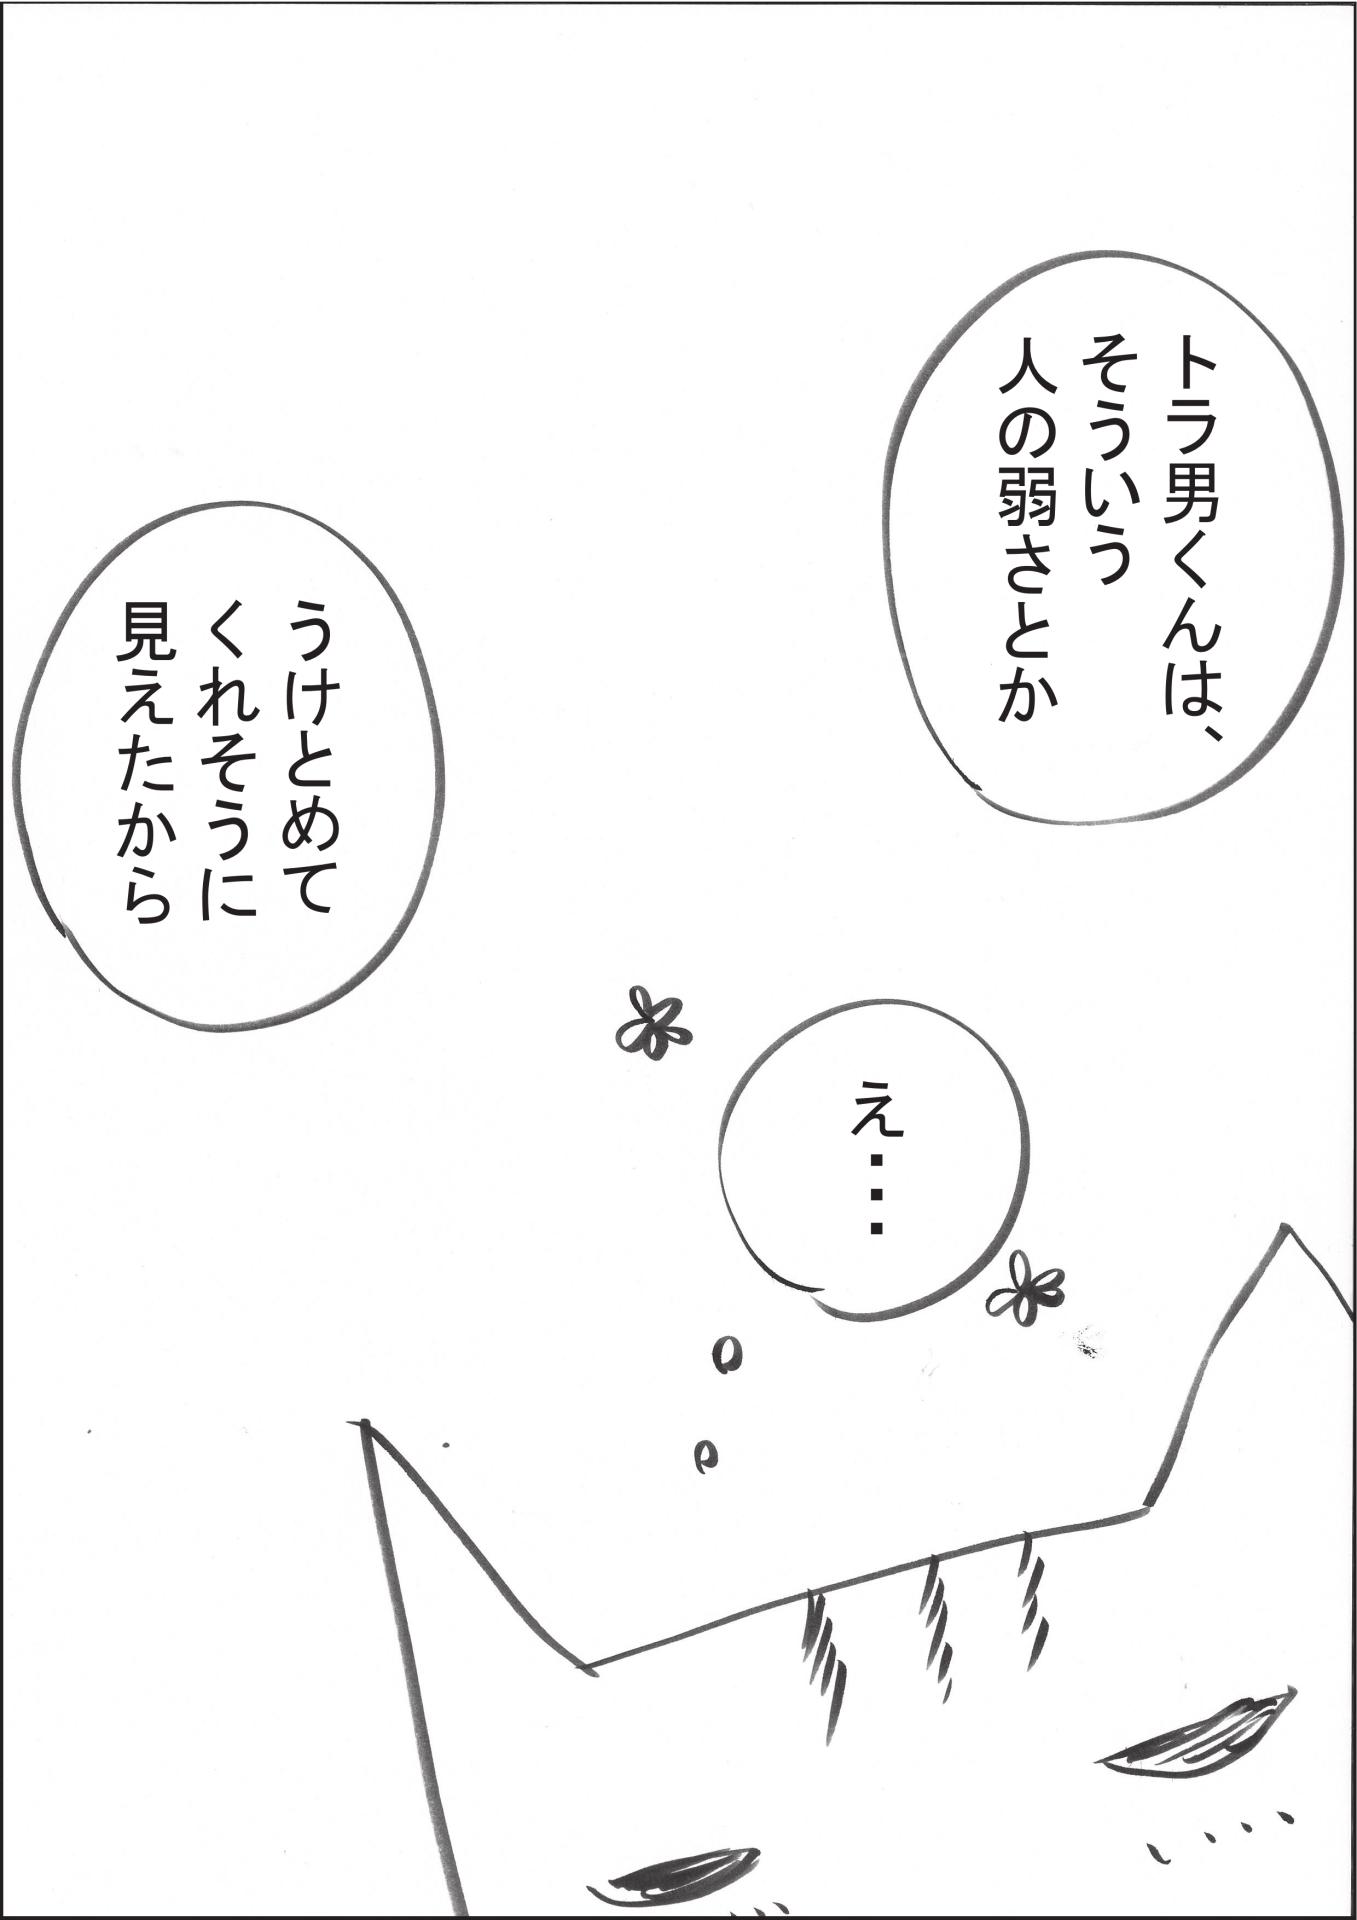 トラ男くんは、
そういう
人の弱さとか
うけとめて
くれそうに
見えたから
え・・・